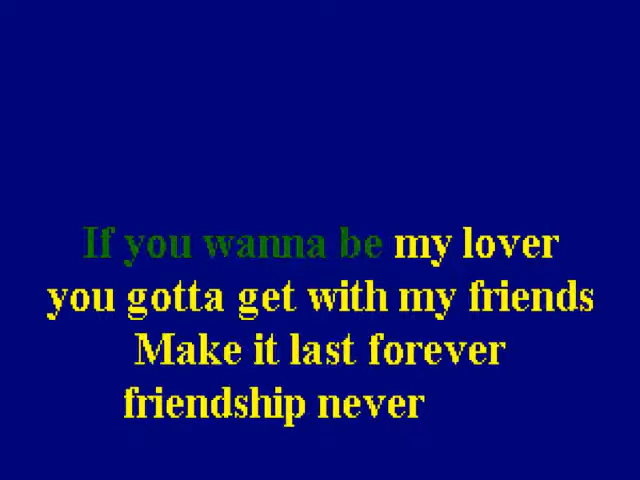 If you wanna be my lover
you gotta get with my friends
Make it last forever
friendship never